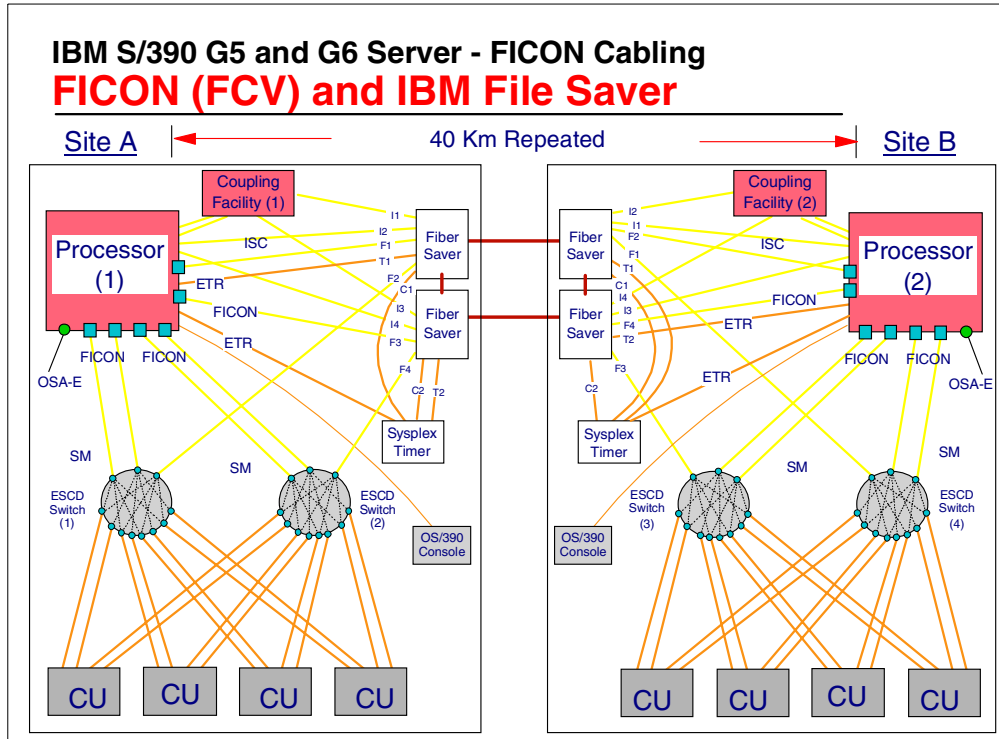 IBM S/390 G5 and G6 Server - FICON Cabling
FICON (FCV) and IBM File Saver
Site A
40 Km Repeated
Site B
Coupling
Facility (1)
Processor
(1)
ISC
ETR
FICON
ETR
FICON
FICON
OSA-E
I1
I2
F1
T1
F2
C1
I3
I4
F3
F4
C2
T2
Fiber
Saver
Fiber
Saver
Sysplex
Timer
SM
SM
ESCD
Switch
(1)
ESCD
Switch
(2)
OS/390
Console
CU
CU
CU
CU
Coupling
Facility (2)
Processor
(2)
ISC
FICON
ETR
ETR
FICON
FICON
OSA-E
I2
I1
F2
F1
T1
C1
I4
I3
F4
T2
F3
C2
Fiber
Saver
Fiber
Saver
Sysplex
Timer
SM
SM
ESCD
Switch
(3)
ESCD
Switch
(4)
OS/390
Console
CU
CU
CU
CU